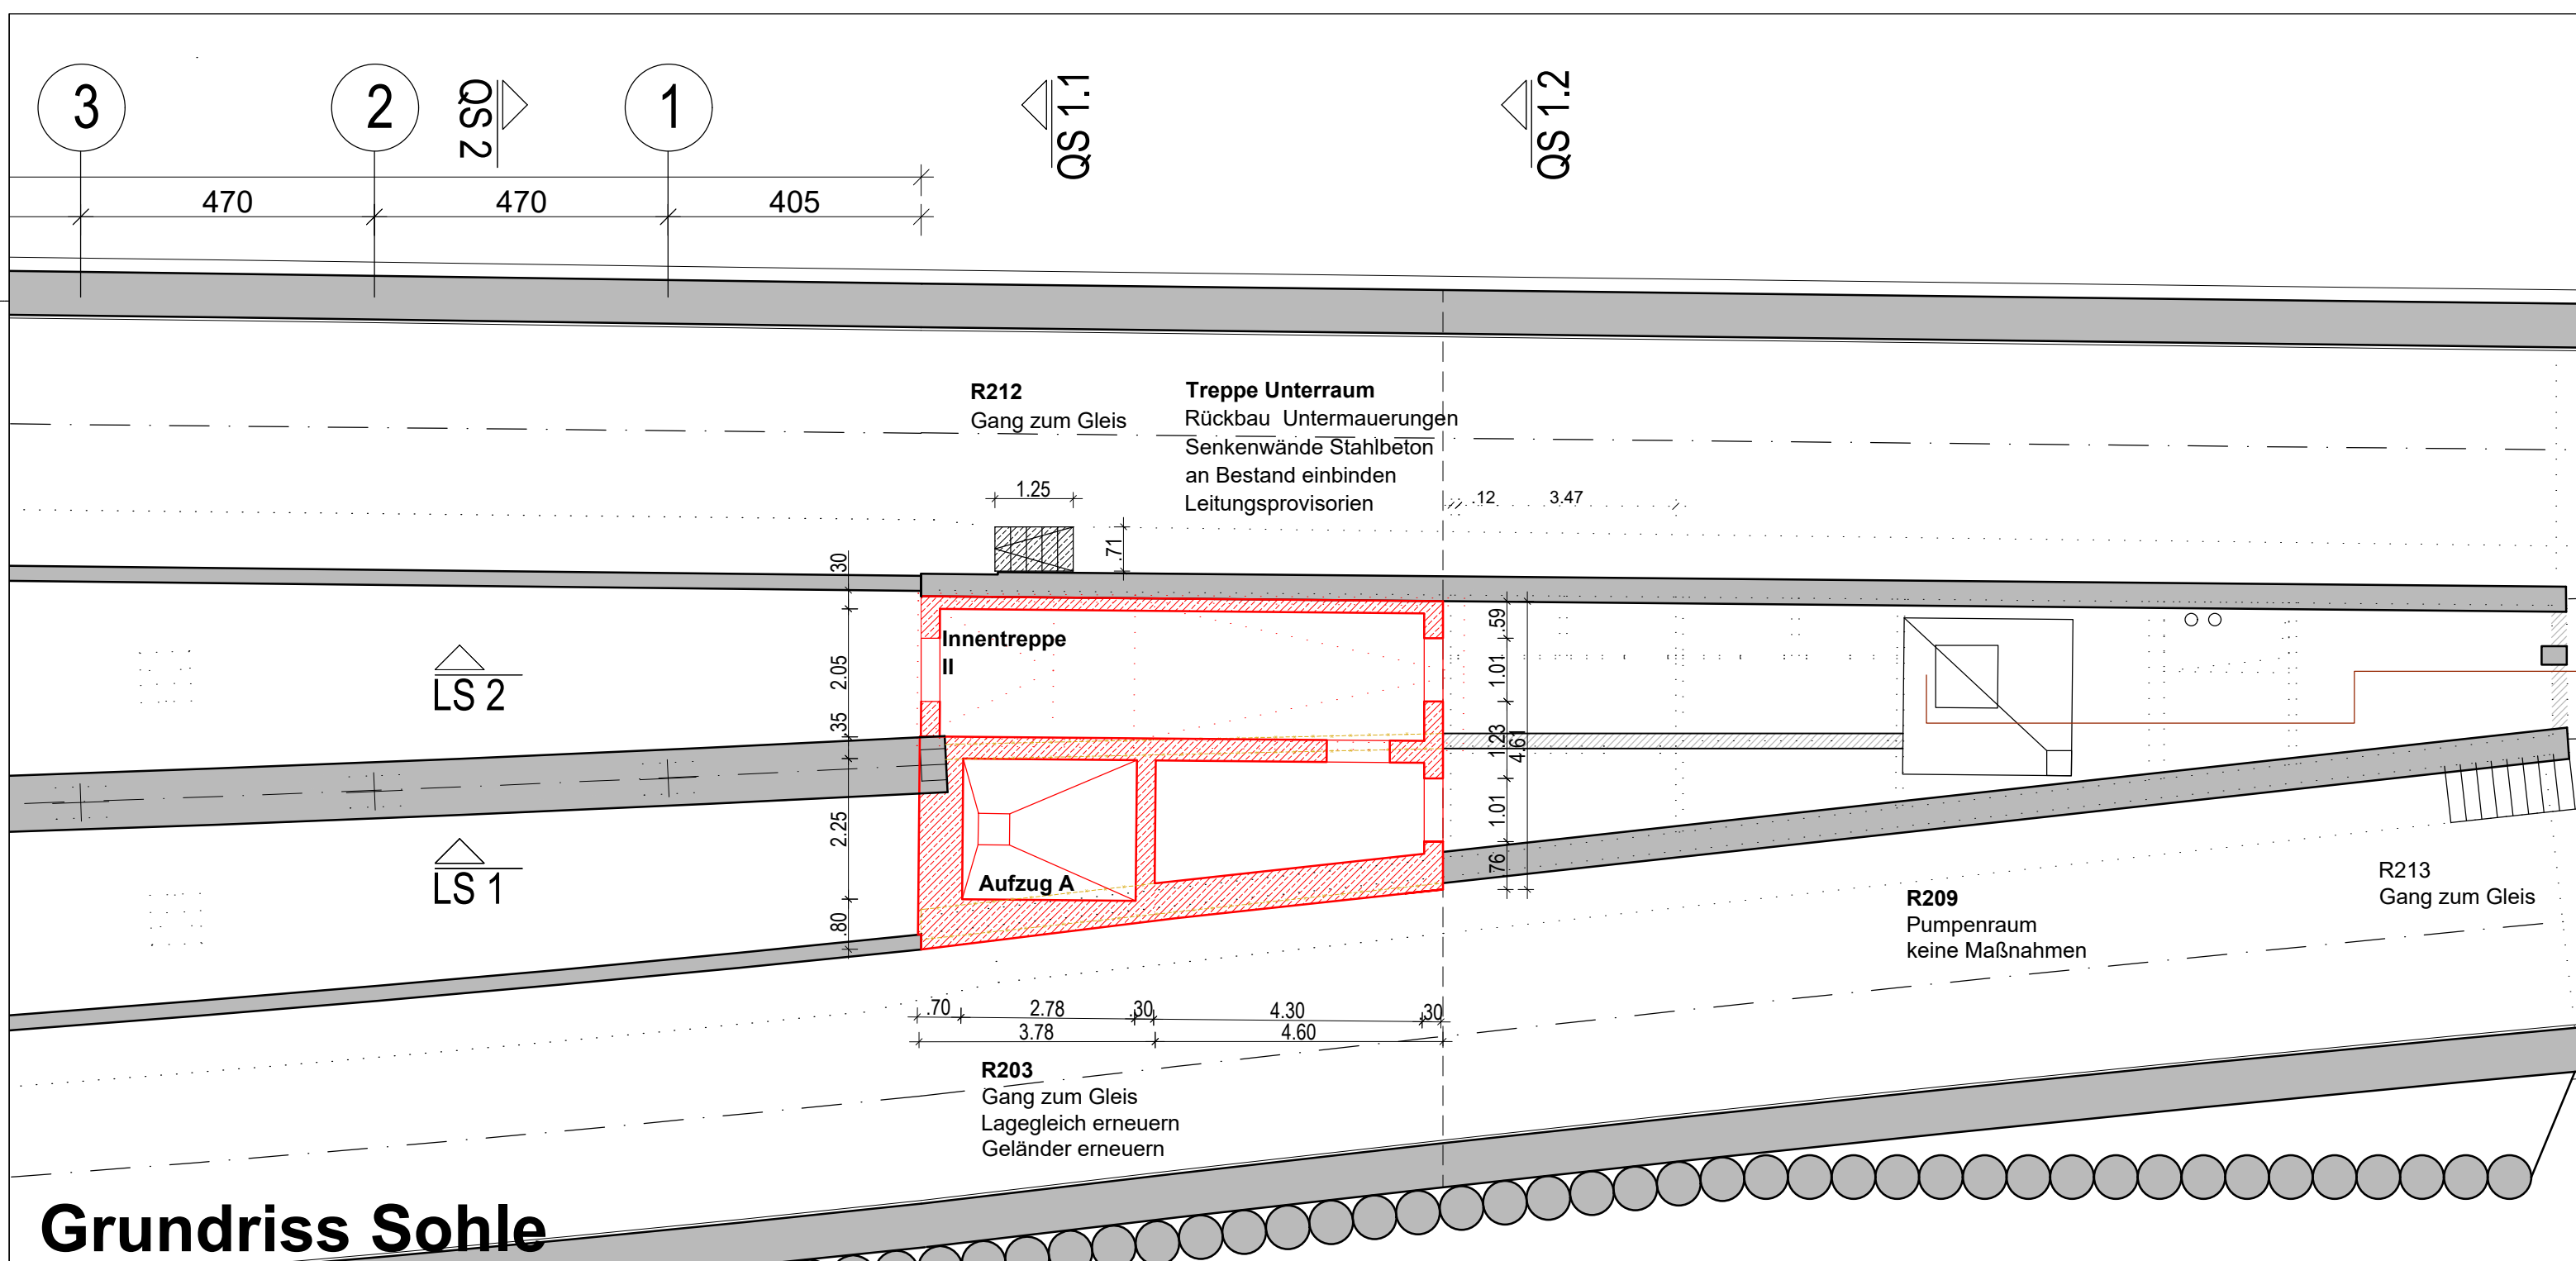 3
2
QS 2
1
QS 1.1
QS 1.2
470
470
405
R212
Gang zum Gleis
Treppe Unterraum
Rückbau Untermauerungen
Senkenwände Stahlbeton
an Bestand einbinden
Leitungsprovisorien
1.25
.71
.12
3.47
.30
2.05
.35
2.25
.80
Innentreppe
II
LS 2
LS 1
Aufzug A
.59
1.01
1.23
4.61
1.01
.76
R213
Gang zum Gleis
R209
Pumpenraum
keine Maßnahmen
.70
2.78
.30
4.30
.30
3.78
4.60
R203
Gang zum Gleis
Lagegleich erneuern
Geländer erneuern
Grundriss Sohle